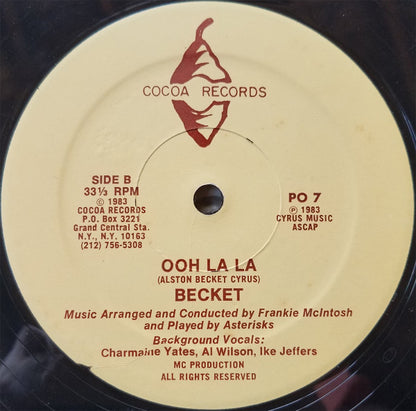 COCOA RECORDS
SIDE B
33⅓ RPM
© 1983
COCOA RECORDS
P.O. Box 3221
Grand Central Sta.
N.Y., N.Y. 10163
(212) 756-5308
PO 7
℗ 1983
CYRUS MUSIC
ASCAP
OOH LA LA
(ALSTON BECKET CYRUS)
BECKET
Music Arranged and Conducted by Frankie McIntosh
and Played by Asterisks
Background Vocals:
Charmaine Yates, Al Wilson, Ike Jeffers
MC PRODUCTION
ALL RIGHTS RESERVED